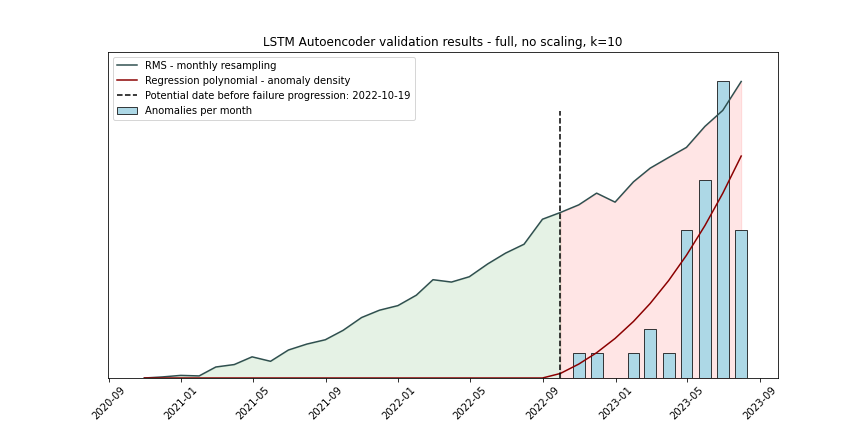 LSTM Autoencoder validation results - full, no scaling, k=10
RMS - monthly resampling
Regression polynomial - anomaly density
Potential date before failure progression: 2022-10-19
Anomalies per month
2020-09
2021-01
2021-05
2021-09
2022-01
2022-05
2022-09
2023-01
2023-05
2023-09